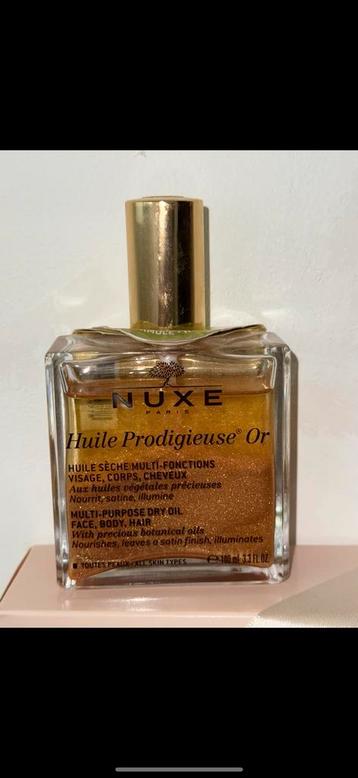 NUXE
PARIS
Huile Prodigieuse® Or
HUILE SÈCHE MULTI-FONCTIONS
VISAGE, CORPS, CHEVEUX
Aux huiles végétales précieuses
Nourrit, satine, illumine
MULTI-PURPOSE DRY OIL
FACE, BODY, HAIR
With precious botanical oils
Nourishes, leaves a satin finish, illuminates
TOUTES PEAUX - ALL SKIN TYPES
100 ml 3.3 FL.OZ.